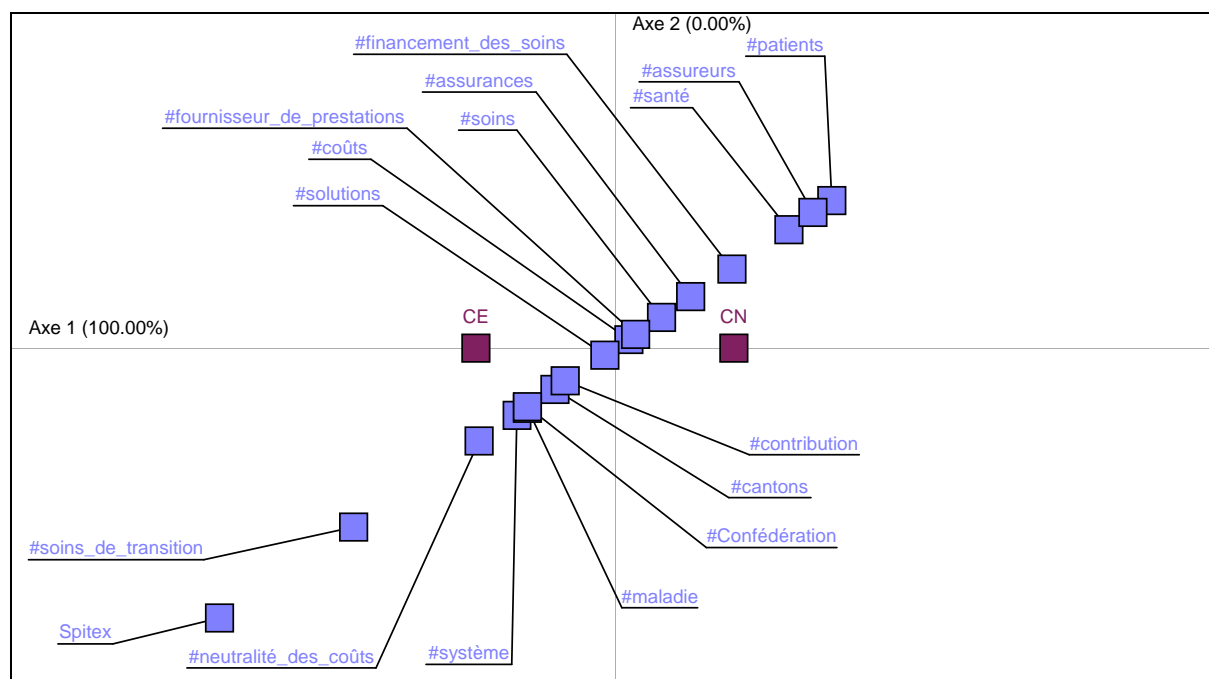 Axe 2 (0.00%)
#financement_des_soins
#patients
#assureurs
#assurances
#santé
#fournisseur_de_prestations
#soins
#coûts
#solutions
CE
CN
Axe 1 (100.00%)
#contribution
#cantons
#Confédération
#soins_de_transition
#maladie
Spitex
#neutralité_des_coûts
#système